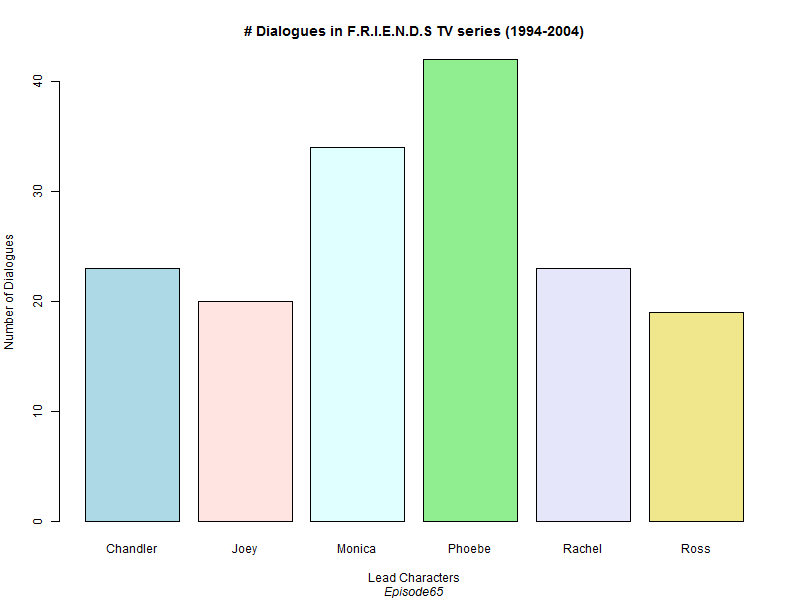 # Dialogues in F.R.I.E.N.D.S TV series (1994-2004)
Number of Dialogues
40
30
20
10
0
Chandler Joey Monica Phoebe Rachel Ross
Lead Characters
Episode65